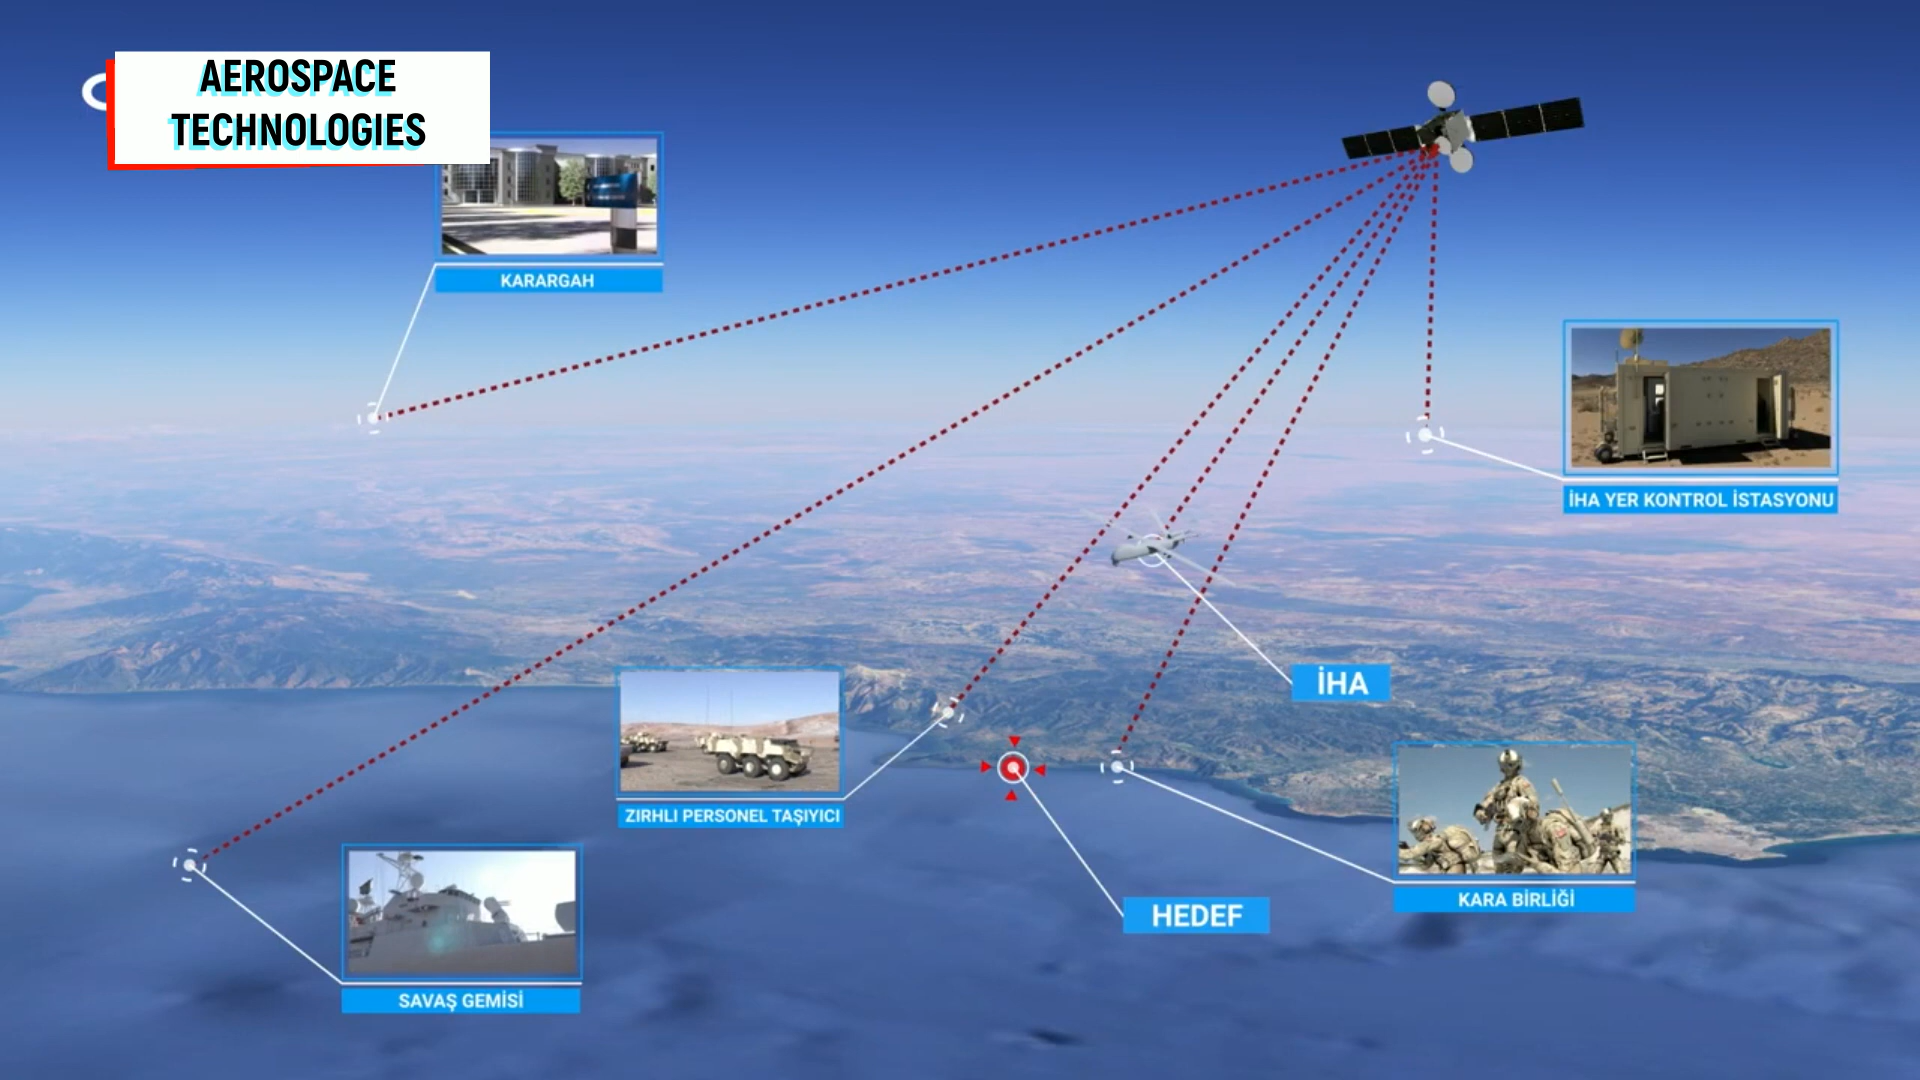 AEROSPACE
TECHNOLOGIES
KARARGAH
İHA YER KONTROL İSTASYONU
İHA
ZIRHLI PERSONEL TAŞIYICI
HEDEF
KARA BİRLİĞİ
SAVAŞ GEMİSİ